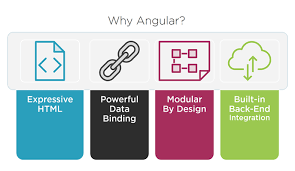 Why Angular?
Expressive
HTML
Powerful
Data
Binding
Modular
By Design
Built-in
Back-End
Integration